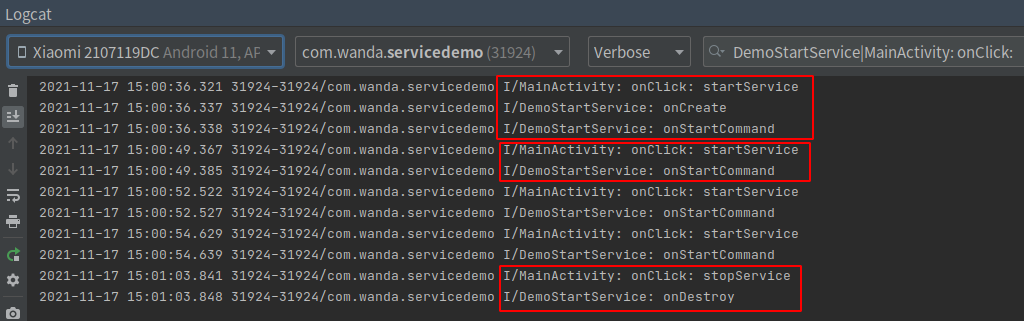 Logcat
Xiaomi 2107119DC Android 11, AF com.wanda.servicedemo (31924) Verbose DemoStartService|MainActivity: onClick:
2021-11-17 15:00:36.321 31924-31924/com.wanda.servicedemo I/MainActivity: onClick: startService
2021-11-17 15:00:36.337 31924-31924/com.wanda.servicedemo I/DemoStartService: onCreate
2021-11-17 15:00:36.338 31924-31924/com.wanda.servicedemo I/DemoStartService: onStartCommand
2021-11-17 15:00:49.367 31924-31924/com.wanda.servicedemo I/MainActivity: onClick: startService
2021-11-17 15:00:49.385 31924-31924/com.wanda.servicedemo I/DemoStartService: onStartCommand
2021-11-17 15:00:52.522 31924-31924/com.wanda.servicedemo I/MainActivity: onClick: startService
2021-11-17 15:00:52.527 31924-31924/com.wanda.servicedemo I/DemoStartService: onStartCommand
2021-11-17 15:00:54.629 31924-31924/com.wanda.servicedemo I/MainActivity: onClick: startService
2021-11-17 15:00:54.639 31924-31924/com.wanda.servicedemo I/DemoStartService: onStartCommand
2021-11-17 15:01:03.841 31924-31924/com.wanda.servicedemo I/MainActivity: onClick: stopService
2021-11-17 15:01:03.848 31924-31924/com.wanda.servicedemo I/DemoStartService: onDestroy